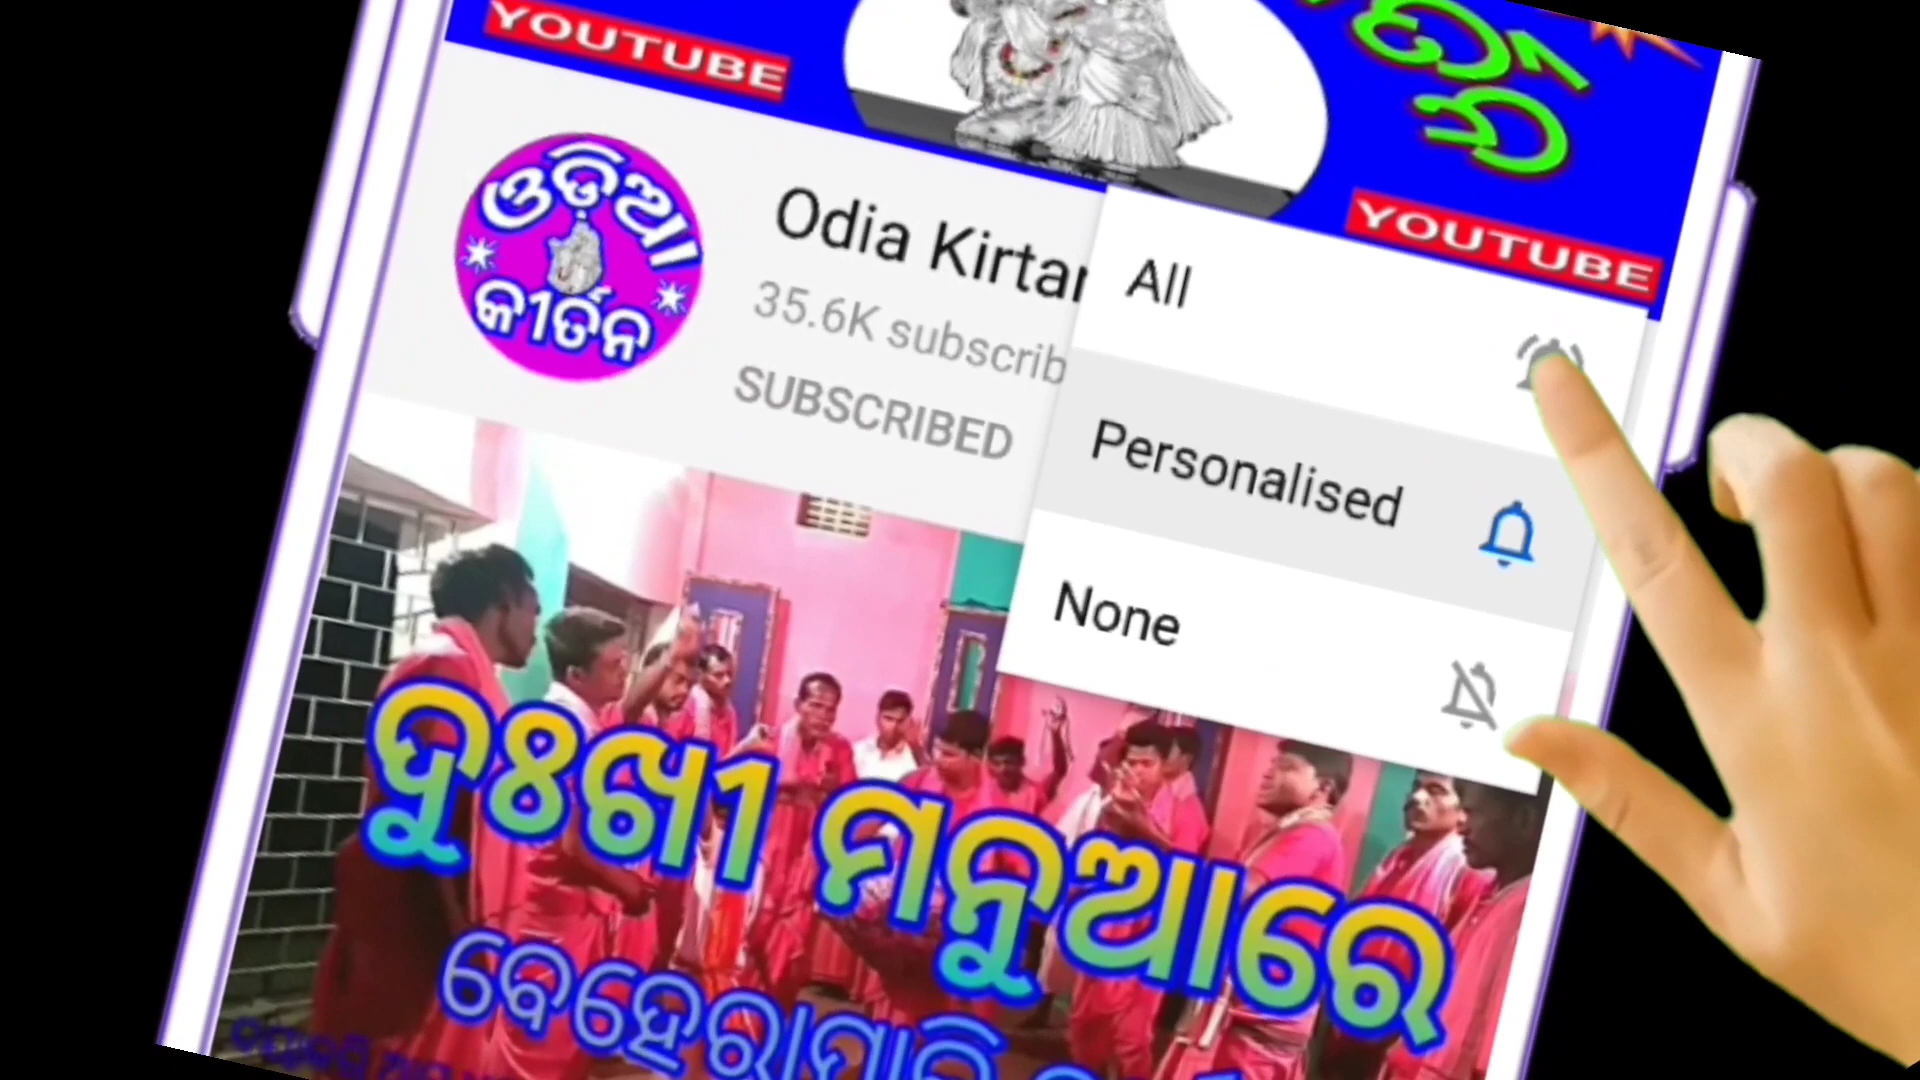 YOUTUBE
YOUTUBE
ଓଡ଼ିଆ
କୀର୍ତନ
Odia Kirtan
35.6K subscrib
SUBSCRIBED
All
Personalised
None
ଦୁଃଖୀ ମନୁଆରେ